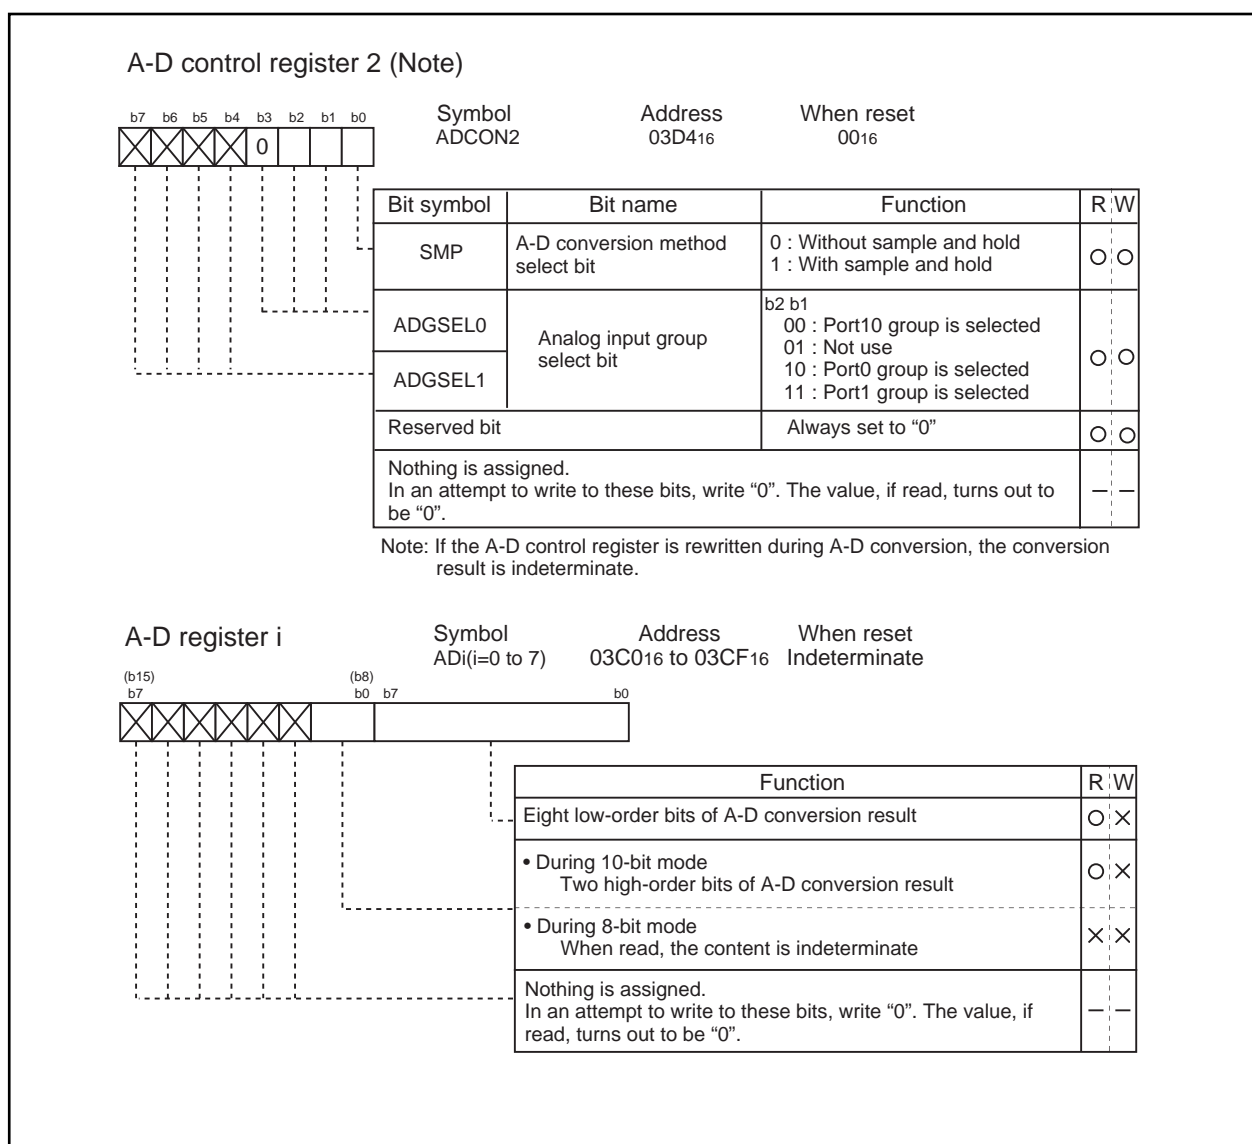 A-D control register 2 (Note)
Symbol Address When reset
ADCON2 03D416 0016
b7 b6 b5 b4 b3 b2 b1 b0
0
Bit symbol Bit name Function R W
SMP A-D conversion method select bit 0 : Without sample and hold
1 : With sample and hold
ADGSEL0
ADGSEL1
Analog input group
select bit
b2 b1
00 : Port10 group is selected
01 : Not use
10 : Port0 group is selected
11 : Port1 group is selected
Reserved bit Always set to “0”
Nothing is assigned.
In an attempt to write to these bits, write “0”. The value, if read, turns out to
be “0”.
Note: If the A-D control register is rewritten during A-D conversion, the conversion
result is indeterminate.
A-D register i
Symbol Address When reset
ADi(i=0 to 7) 03C016 to 03CF16 Indeterminate
(b15) (b8)
b7 b0 b7 b0
Function R W
Eight low-order bits of A-D conversion result
• During 10-bit mode
Two high-order bits of A-D conversion result
• During 8-bit mode
When read, the content is indeterminate
Nothing is assigned.
In an attempt to write to these bits, write “0”. The value, if
read, turns out to be “0”.